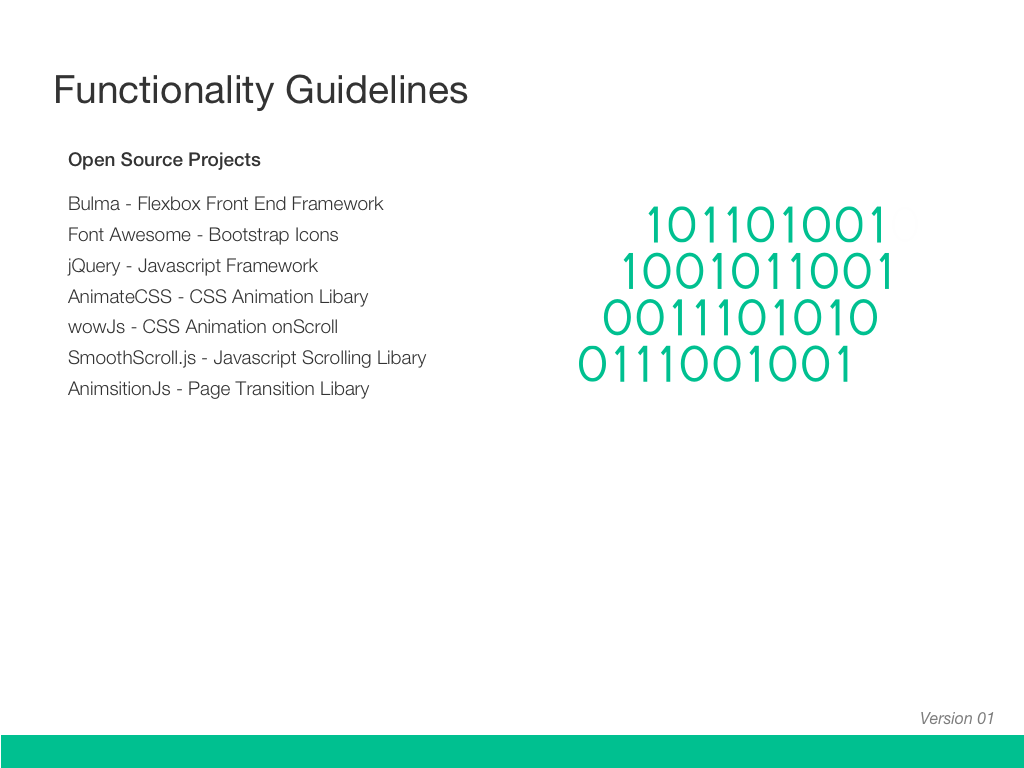 Functionality Guidelines
Open Source Projects
Bulma - Flexbox Front End Framework
Font Awesome - Bootstrap Icons
jQuery - Javascript Framework
AnimateCSS - CSS Animation Libary
wowJs - CSS Animation onScroll
SmoothScroll.js - Javascript Scrolling Libary
AnimsitionJs - Page Transition Libary
101101001
1001011001
0011101010
0111001001
Version 01